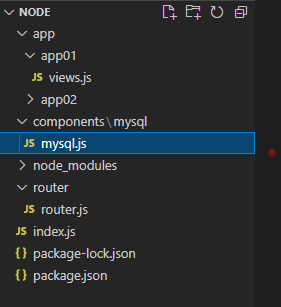 NODE
app
app01
JS views.js
app02
components\mysql
JS mysql.js
node_modules
router
JS router.js
JS index.js
{} package-lock.json
{} package.json